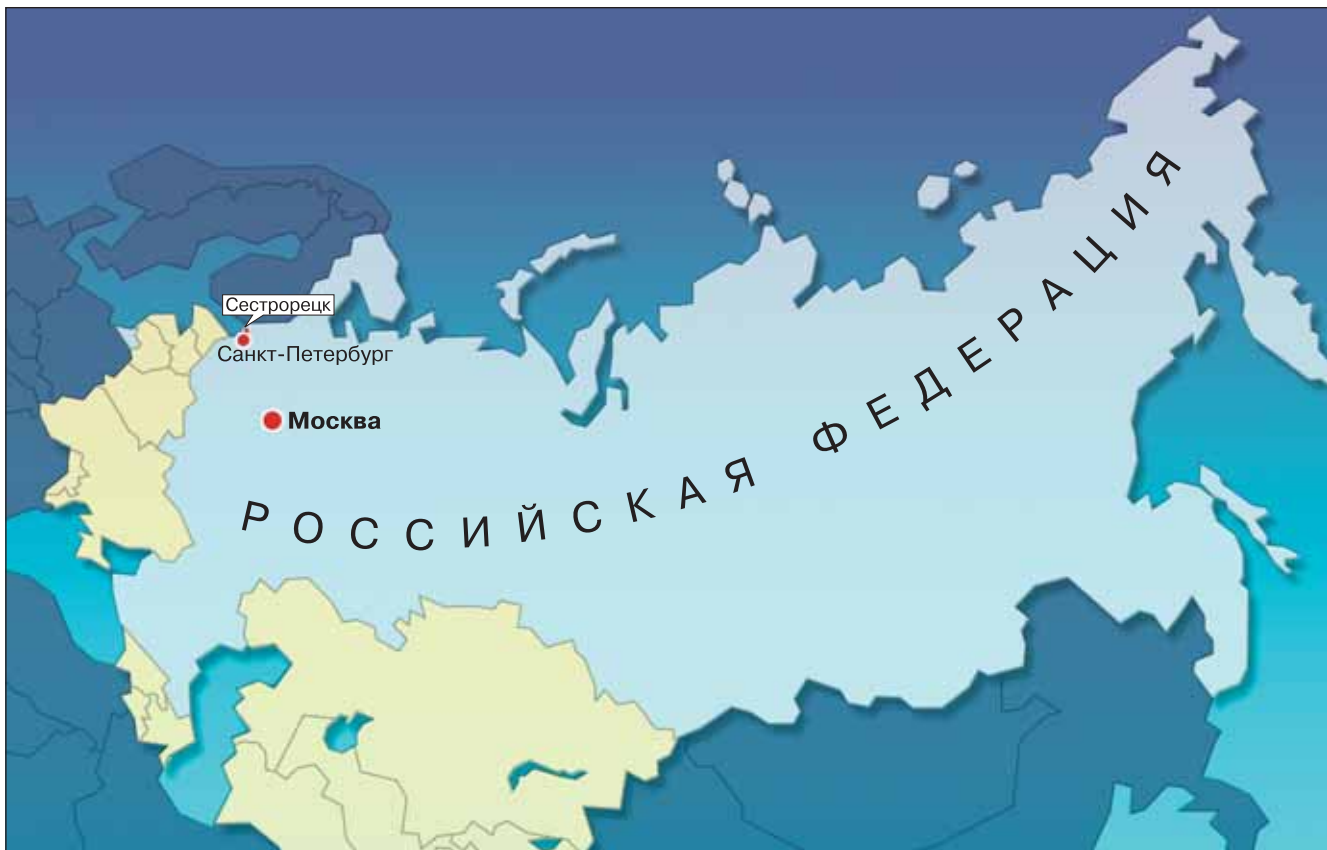 Сестрорецк
Санкт-Петербург
Москва
РОССИЙСКАЯ ФЕДЕРАЦИЯ